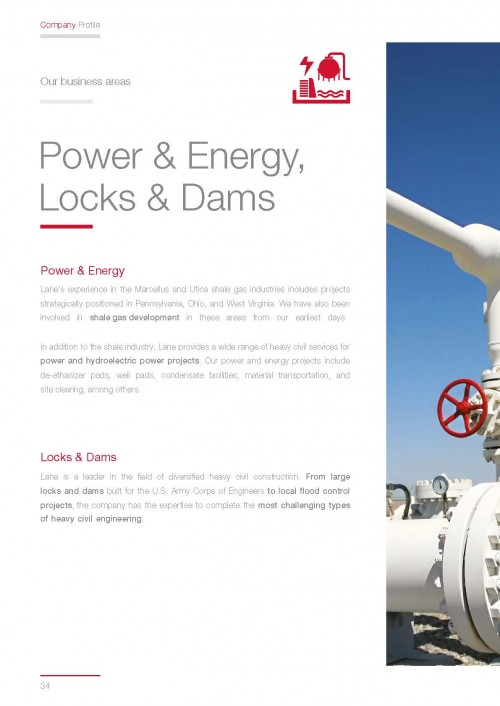 Company Profile
Our business areas
Power & Energy,
Locks & Dams
Power & Energy
Lane's experience in the Marcellus and Utica shale gas industries includes projects
strategically positioned in Pennsylvania, Ohio, and West Virginia. We have also been
involved in shale gas development in these areas from our earliest days.
In addition to the shale industry, Lane provides a wide range of heavy civil services for
power and hydroelectric power projects. Our power and energy projects include
de-ethanizer pads, well pads, condensate facilities, material transportation, and
site clearing, among others.
Locks & Dams
Lane is a leader in the field of diversified heavy civil construction. From large
locks and dams built for the U.S. Army Corps of Engineers to local flood control
projects, the company has the expertise to complete the most challenging types
of heavy civil engineering.
34